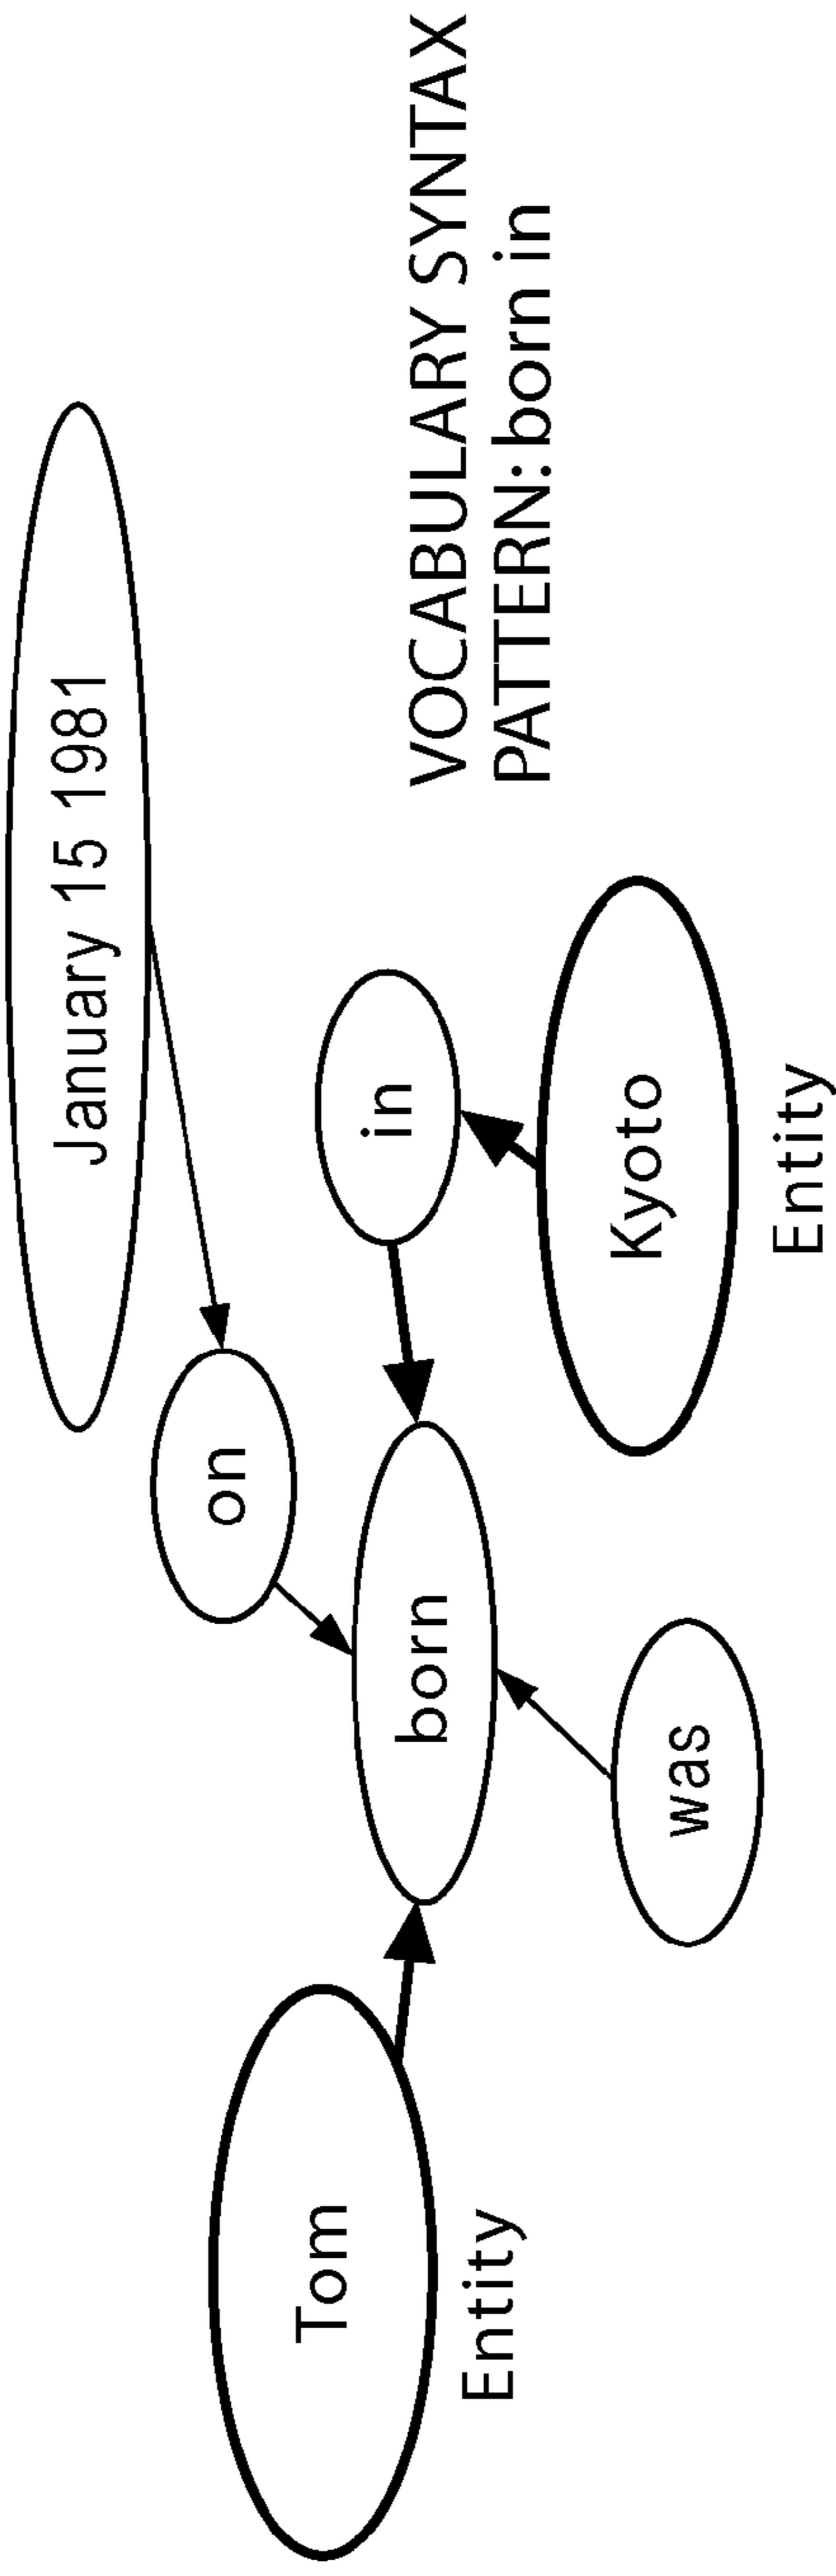 January 15 1981
on
in
Tom
born
Entity
was
Kyoto
Entity
VOCABULARY SYNTAX
PATTERN: born in